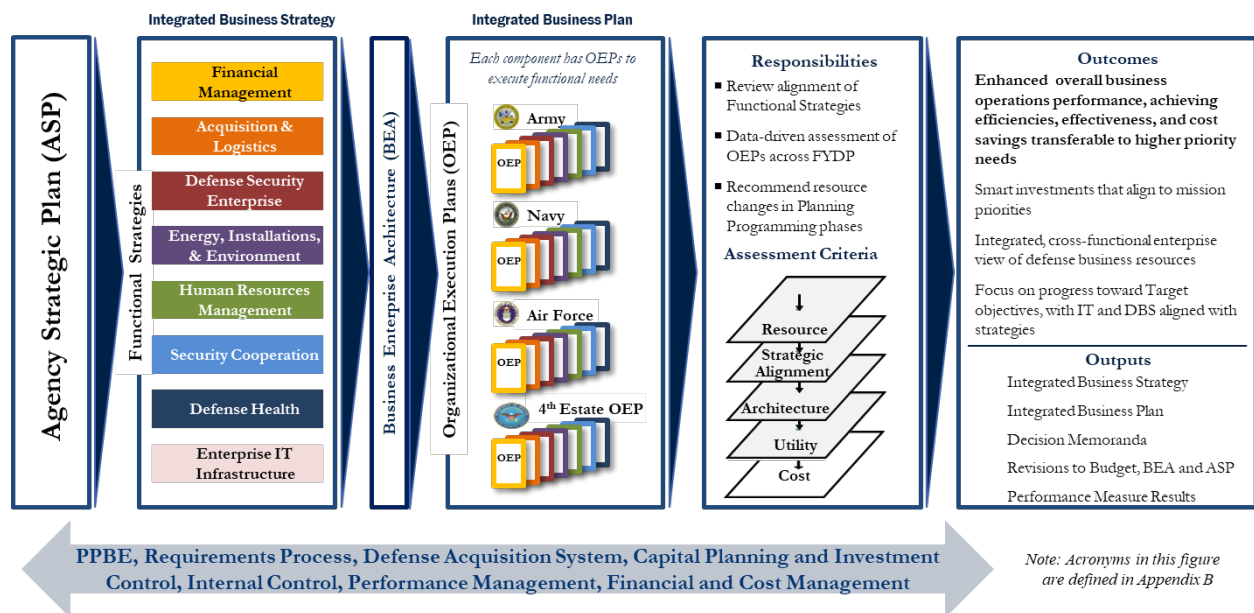 Integrated Business Strategy
Integrated Business Plan
Agency Strategic Plan (ASP)
Functional Strategies
Financial
Management
Acquisition &
Logistics
Defense Security
Enterprise
Energy, Installations,
& Environment
Human Resources
Management
Security Cooperation
Defense Health
Enterprise IT
Infrastructure
Business Enterprise Architecture (BEA)
Organizational Execution Plans (OEP)
Each component has OEPs to
execute functional needs
Army
OEP
Navy
OEP
Air Force
OEP
4th Estate OEP
OEP
Responsibilities
▪ Review alignment of
Functional Strategies
▪ Data-driven assessment of
OEPs across FYDP
▪ Recommend resource
changes in Planning
Programming phases
Assessment Criteria
Resource
Strategic
Alignment
Architecture
Utility
Cost
Outcomes
Enhanced overall business
operations performance, achieving
efficiencies, effectiveness, and cost
savings transferable to higher priority
needs
Smart investments that align to mission
priorities
Integrated, cross-functional enterprise
view of defense business resources
Focus on progress toward Target
objectives, with IT and DBS aligned with
strategies
Outputs
Integrated Business Strategy
Integrated Business Plan
Decision Memoranda
Revisions to Budget, BEA and ASP
Performance Measure Results
PPBE, Requirements Process, Defense Acquisition System, Capital Planning and Investment
Control, Internal Control, Performance Management, Financial and Cost Management
Note: Acronyms in this figure
are defined in Appendix B